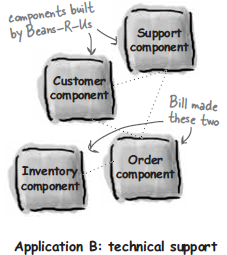 components built
by Beans-R-Us
Support
component
Customer
component
Bill made
these two
Inventory
component
Order
component
Application B: technical support